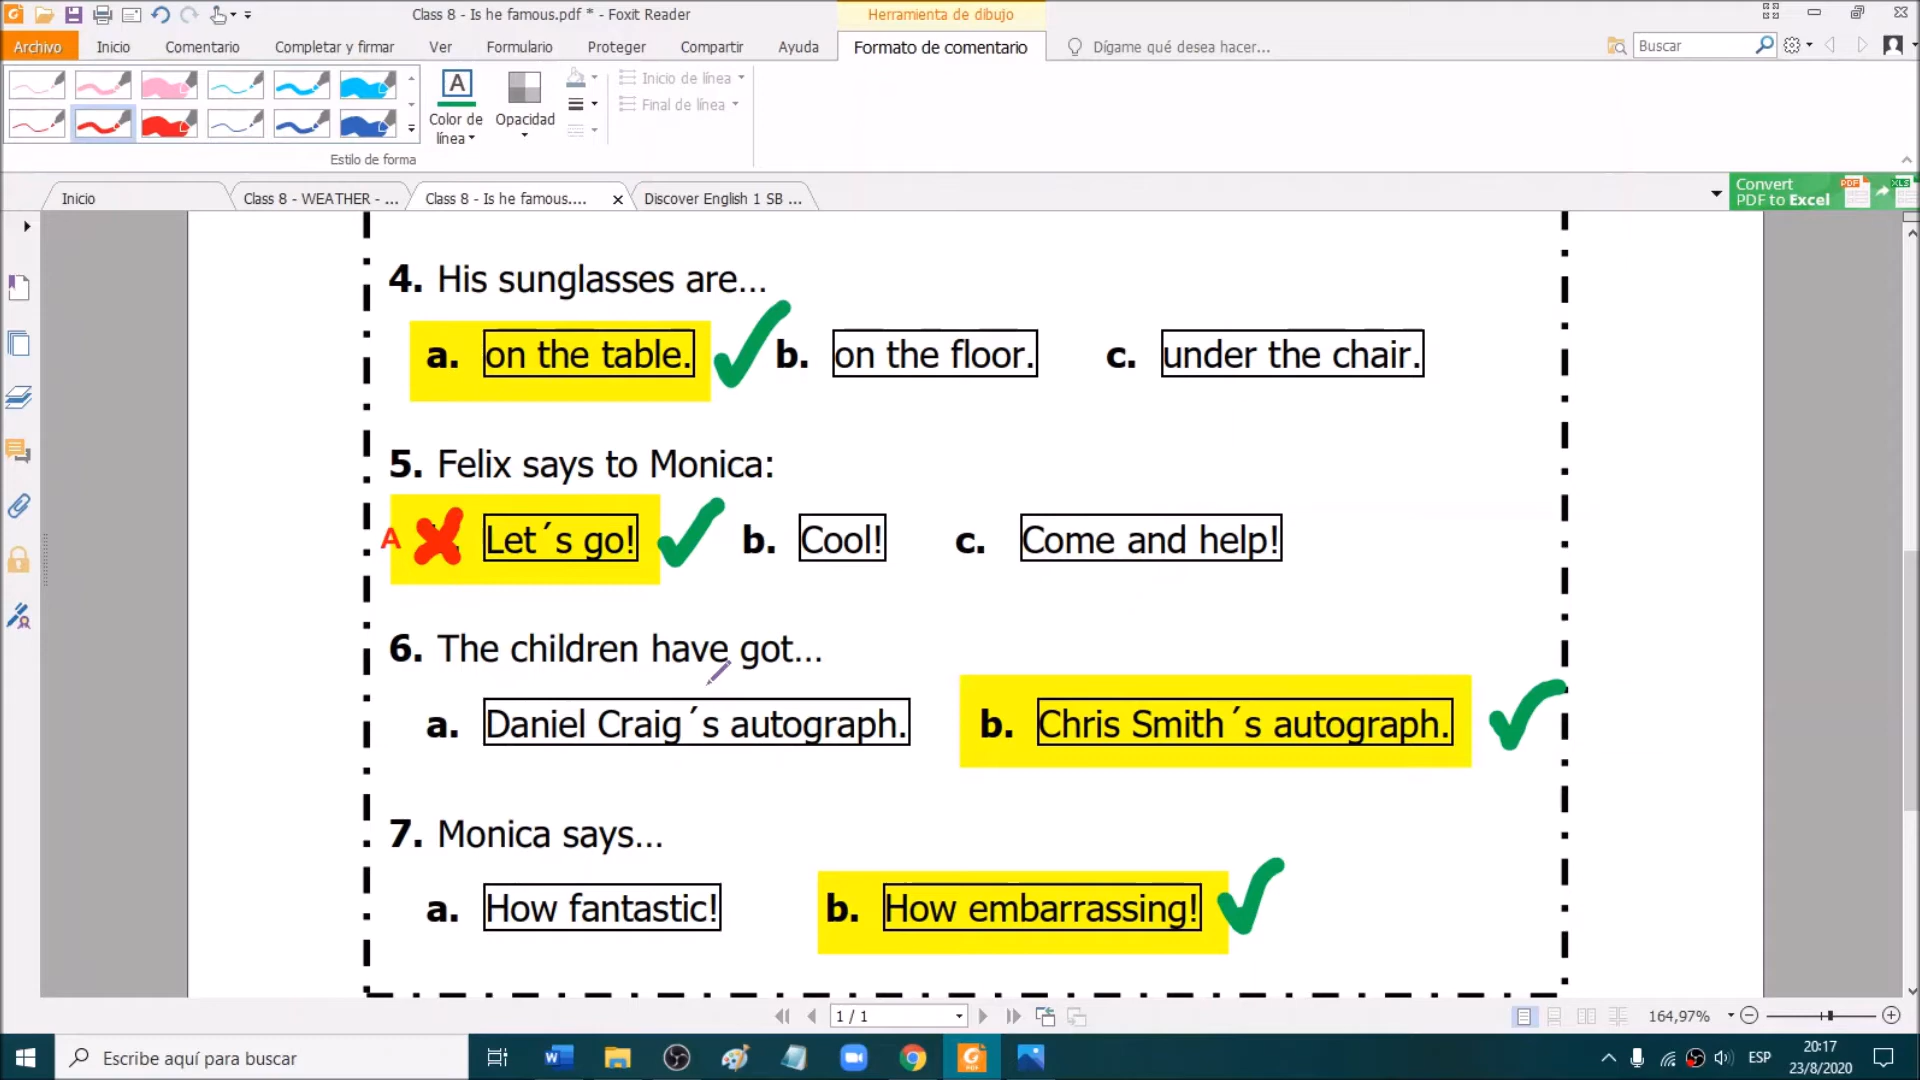 Class 8 - Is he famous.pdf * - Foxit Reader
Herramienta de dibujo
Archivo Inicio Comentario Completar y firmar Ver Formulario Proteger Compartir Ayuda Formato de comentario Dígame qué desea hacer... Buscar
Color de línea
Opacidad
Inicio de línea
Final de línea
Estilo de forma
Inicio
Class 8 - WEATHER - ...
Class 8 - Is he famous....
Discover English 1 SB ...
Convert
PDF to Excel
PDF
XLS
4. His sunglasses are...
a. on the table. b. on the floor. c. under the chair.
5. Felix says to Monica:
A Let´s go! b. Cool! c. Come and help!
6. The children have got...
a. Daniel Craig´s autograph. b. Chris Smith´s autograph.
7. Monica says...
a. How fantastic! b. How embarrassing!
1 / 1
164,97%
Escribe aquí para buscar
ESP
20:17
23/8/2020